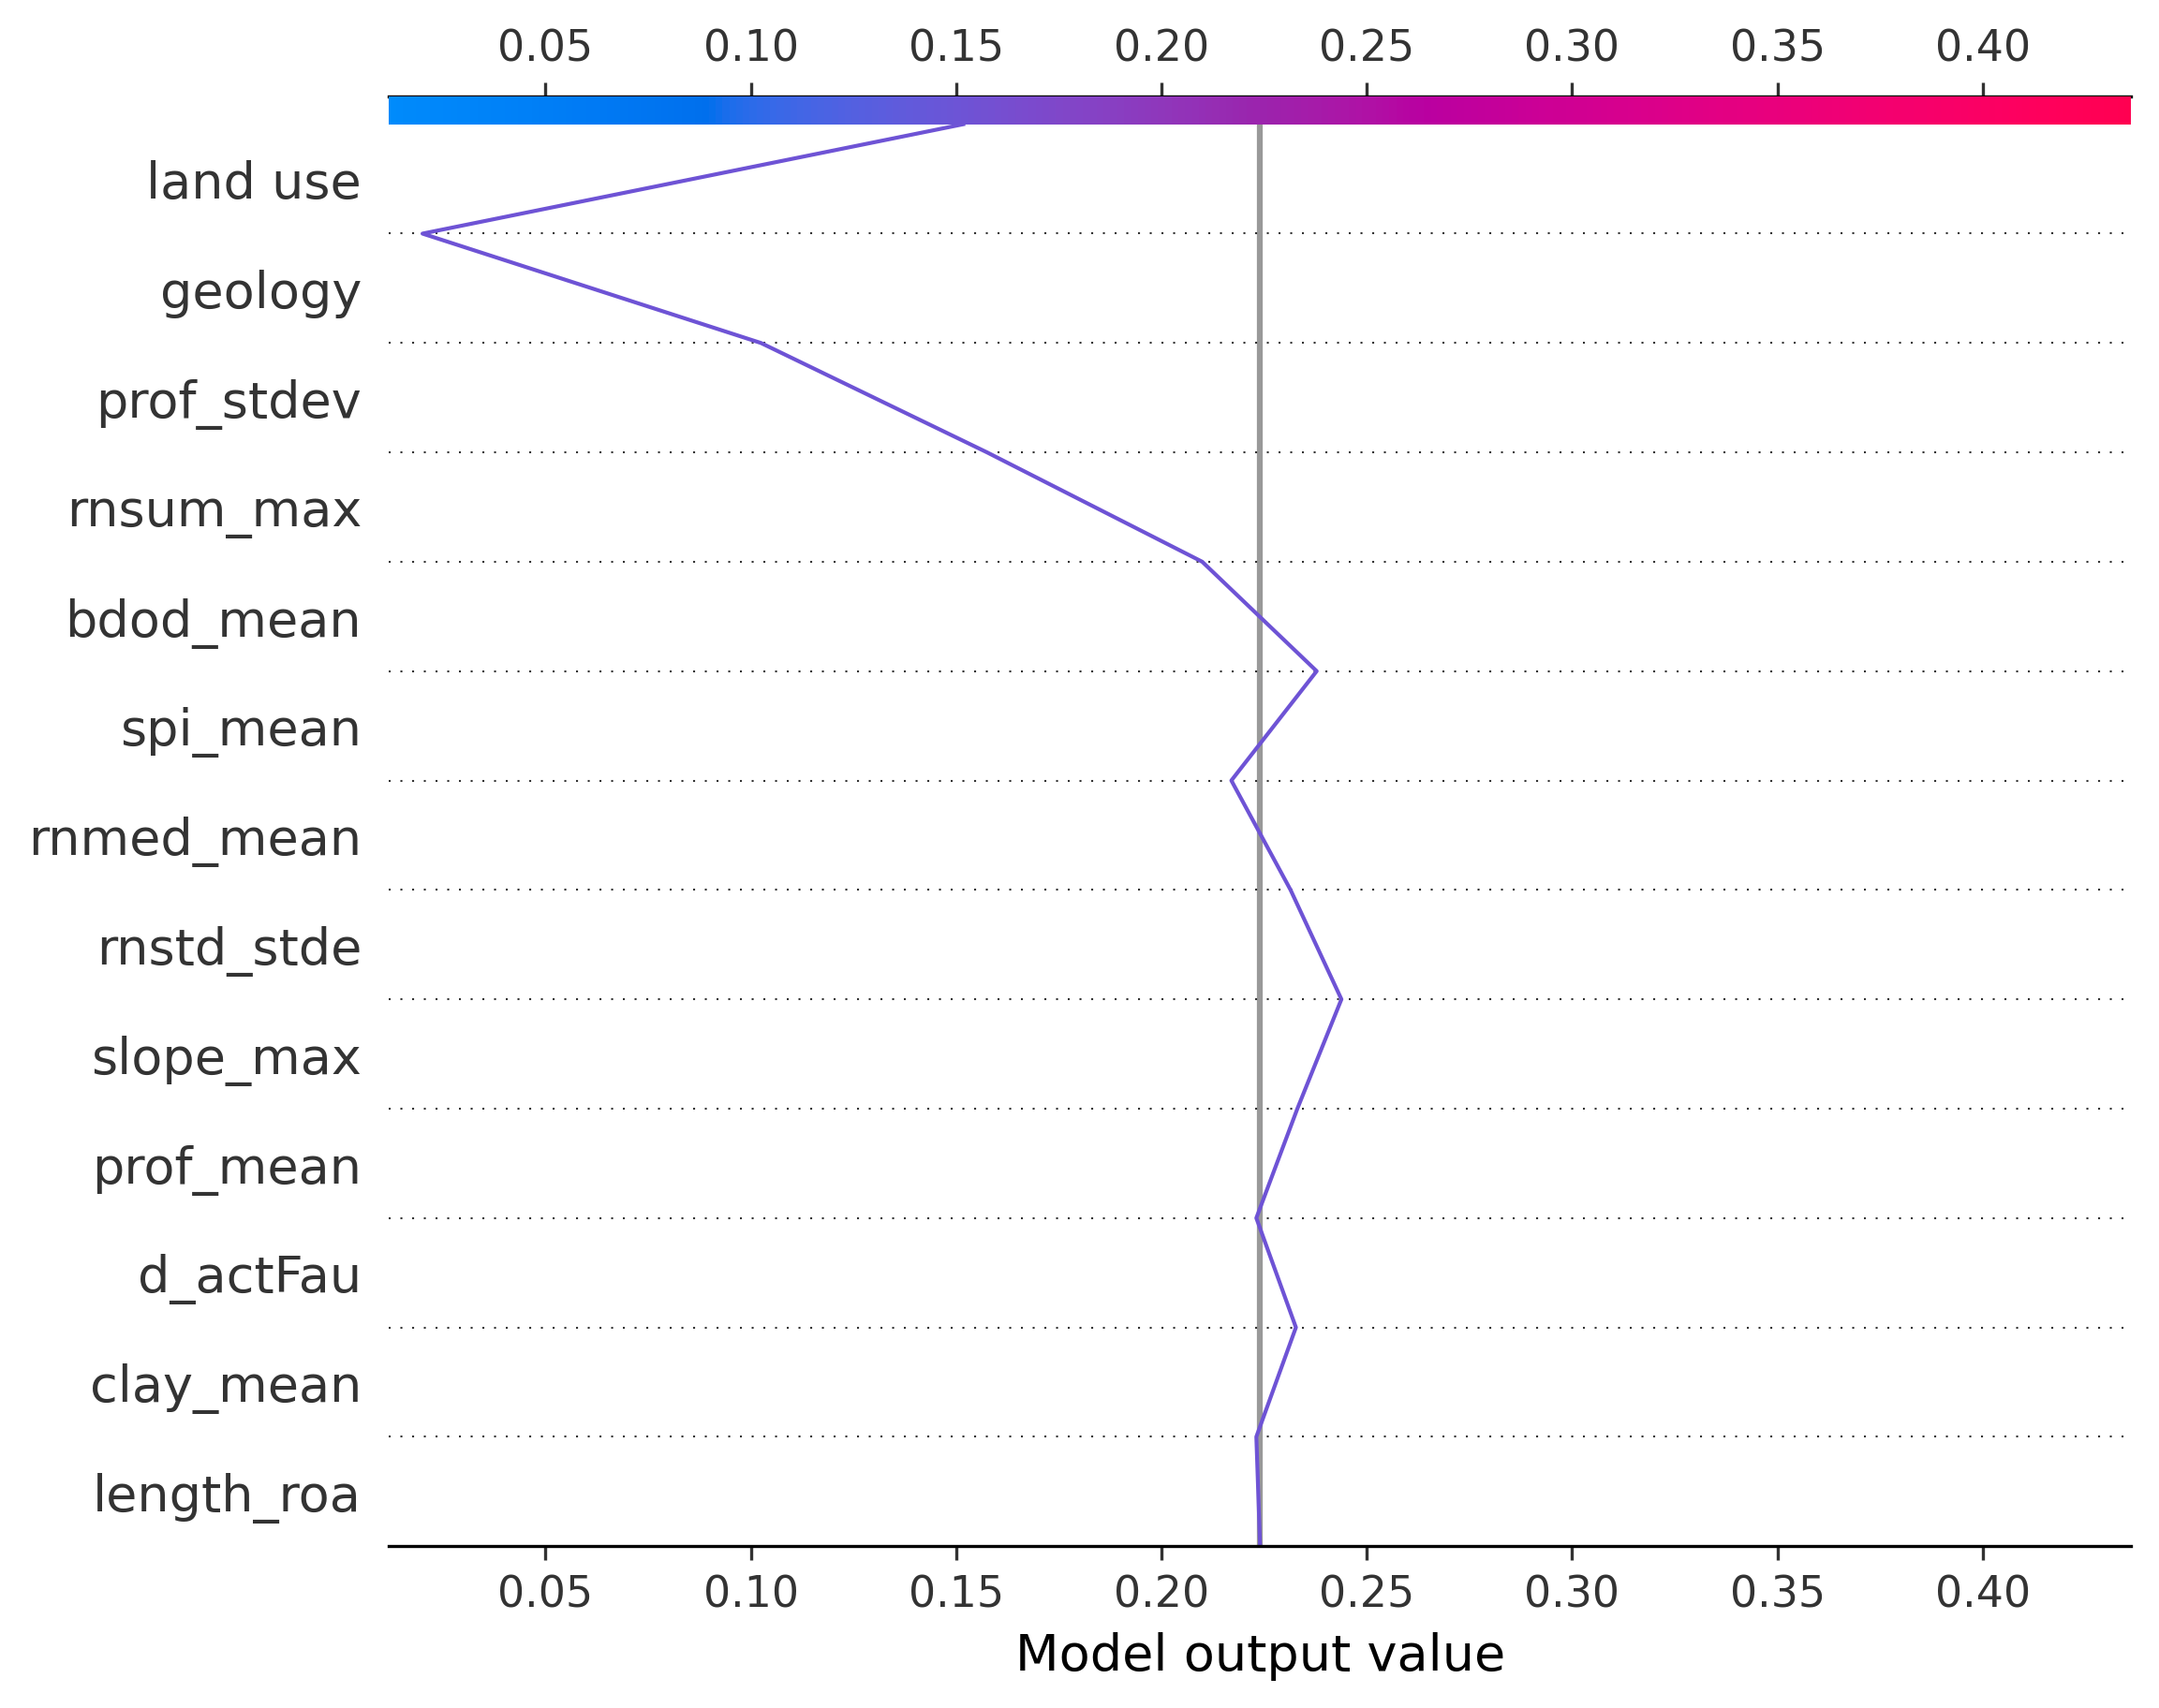 0.05 0.10 0.15 0.20 0.25 0.30 0.35 0.40
land use
geology
prof_stdev
rnsum_max
bdod_mean
spi_mean
rnmed_mean
rnstd_stde
slope_max
prof_mean
d_actFau
clay_mean
length_roa
0.05 0.10 0.15 0.20 0.25 0.30 0.35 0.40
Model output value